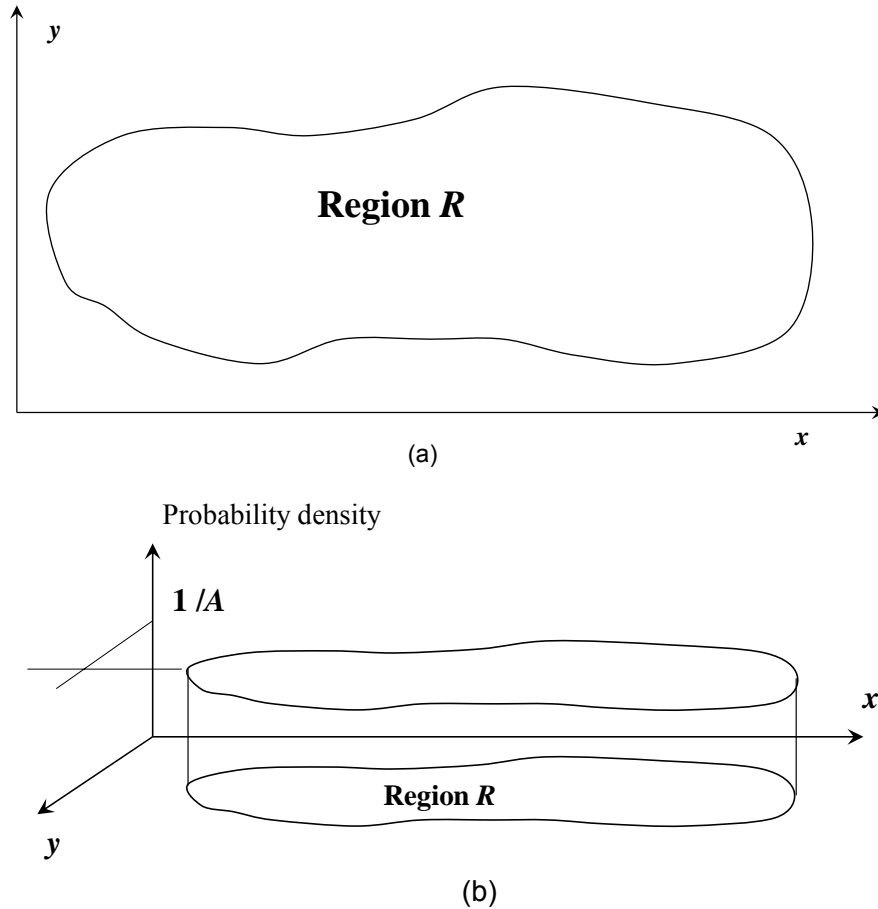 y
Region R
x
(a)
Probability density
1 /A
x
Region R
y
(b)